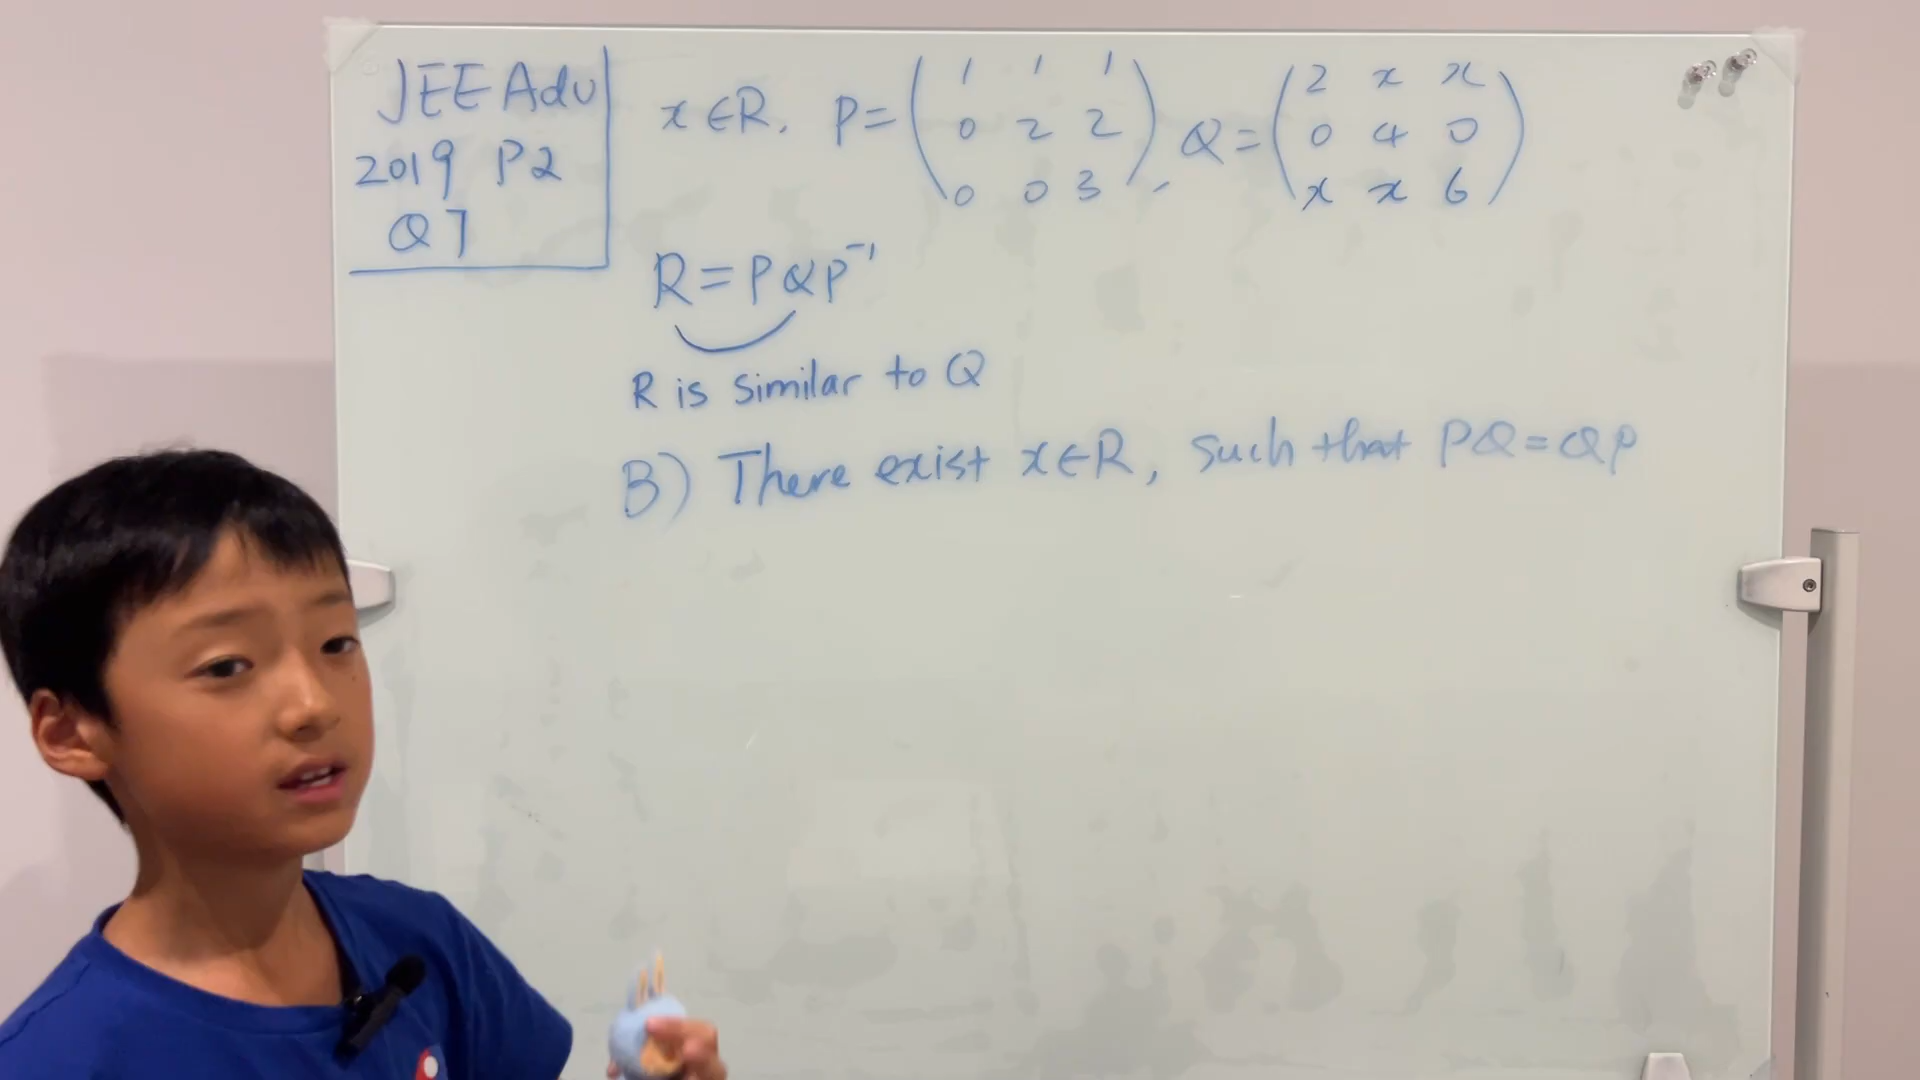 JEE Adv
2019 P2
Q7
x ∈ R, P = ( 1 1 1 ; 0 2 2 ; 0 0 3 ), Q = ( 2 x x ; 0 4 0 ; x x 6 )
R = PQP⁻¹
R is similar to Q
B) There exist x ∈ R, such that PQ = QP